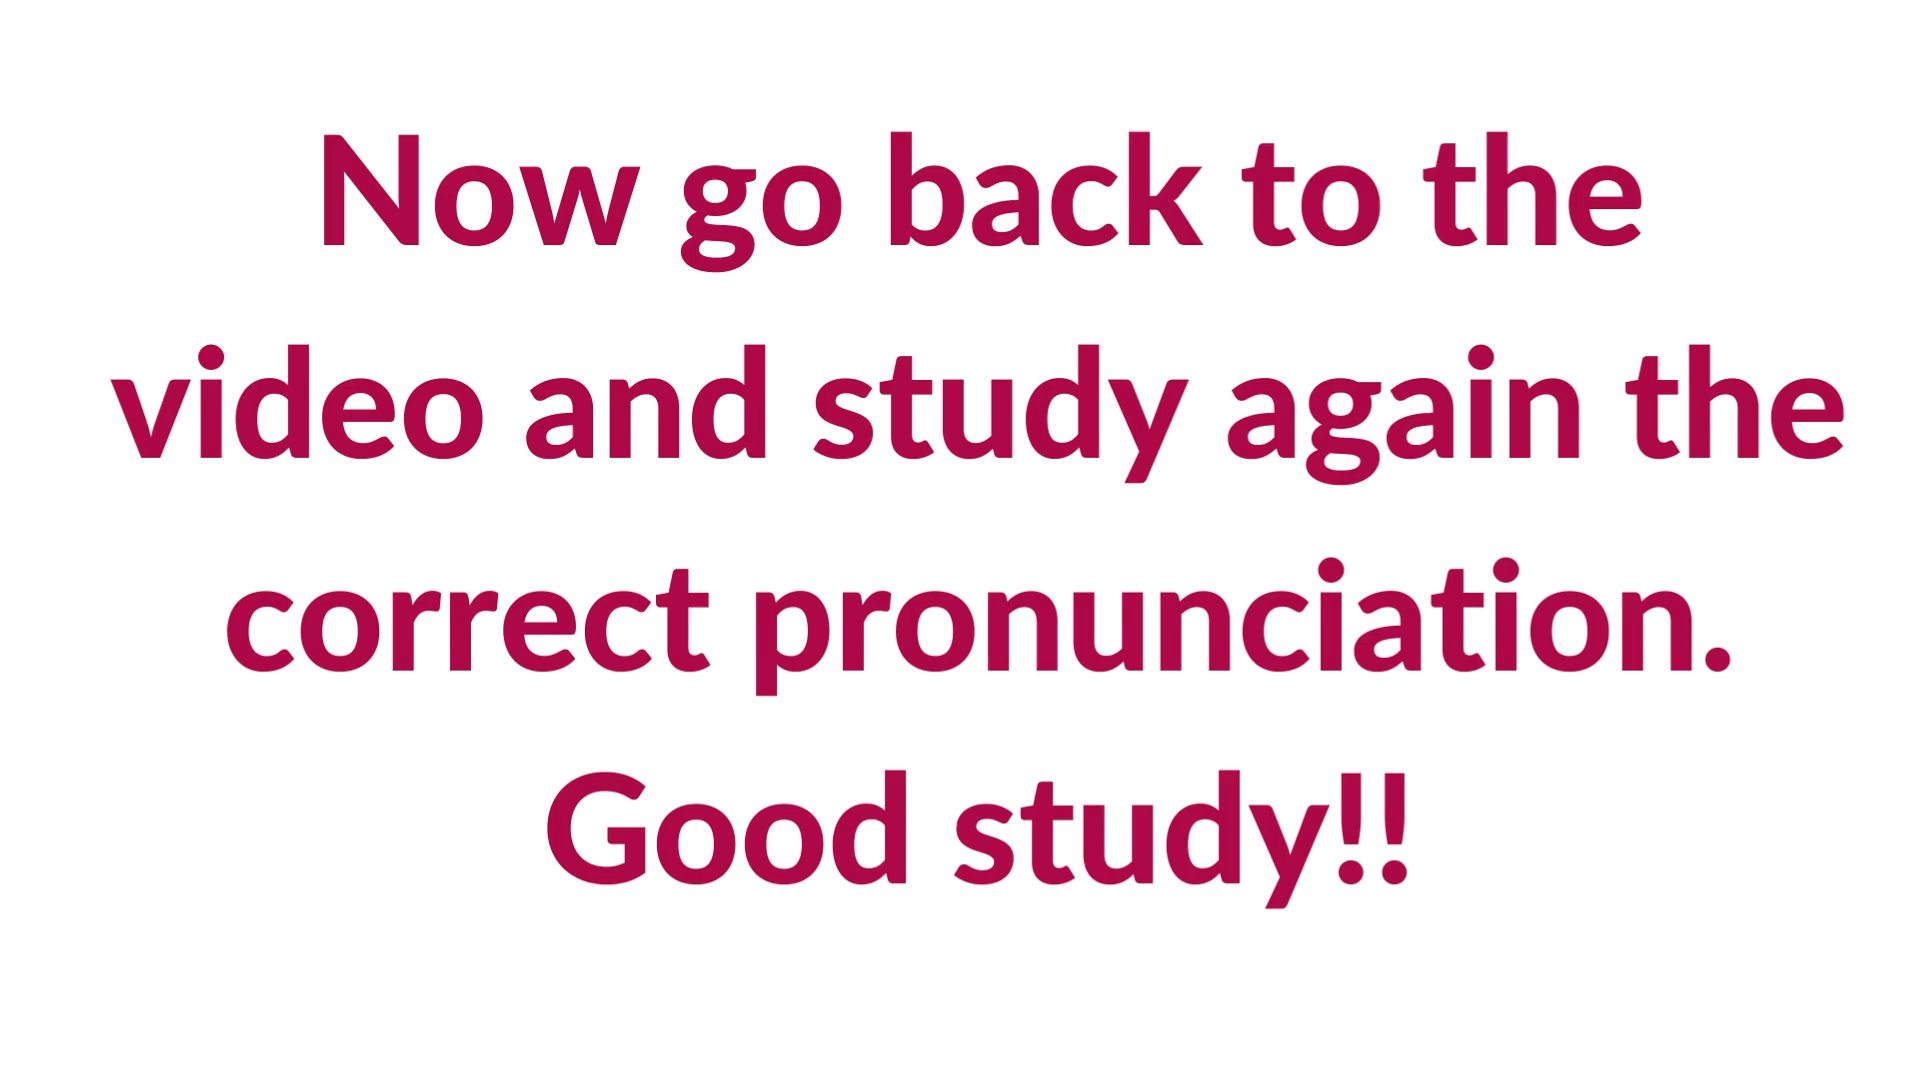 Now go back to the
video and study again the
correct pronunciation.
Good study!!